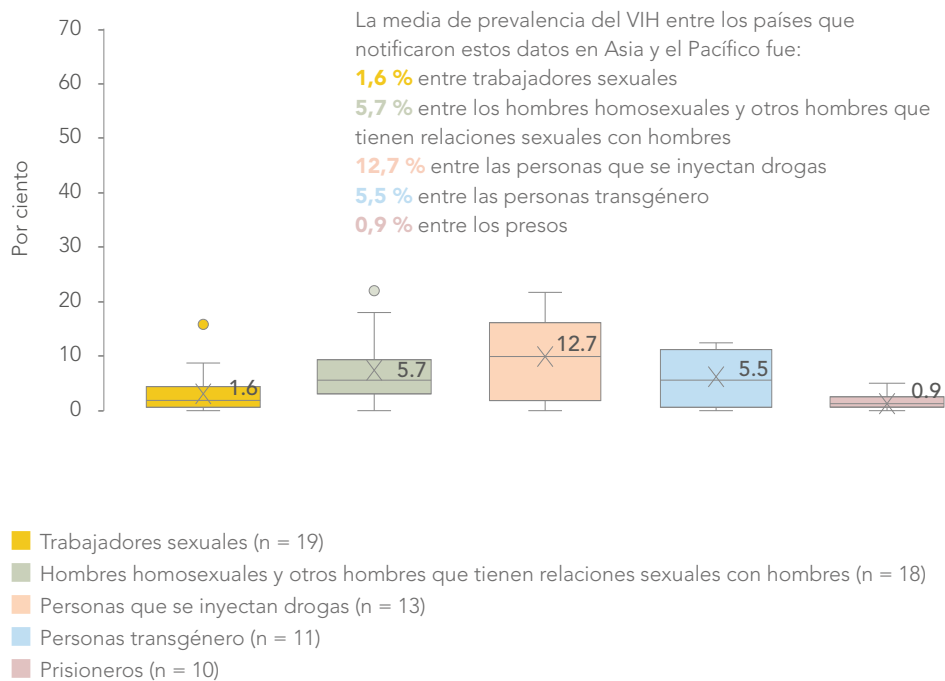 La media de prevalencia del VIH entre los países que
notificaron estos datos en Asia y el Pacífico fue:
1,6 % entre trabajadores sexuales
5,7 % entre los hombres homosexuales y otros hombres que
tienen relaciones sexuales con hombres
12,7 % entre las personas que se inyectan drogas
5,5 % entre las personas transgénero
0,9 % entre los presos
Por ciento
70
60
50
40
30
20
10
0
1.6
5.7
12.7
5.5
0.9
Trabajadores sexuales (n = 19)
Hombres homosexuales y otros hombres que tienen relaciones sexuales con hombres (n = 18)
Personas que se inyectan drogas (n = 13)
Personas transgénero (n = 11)
Prisioneros (n = 10)